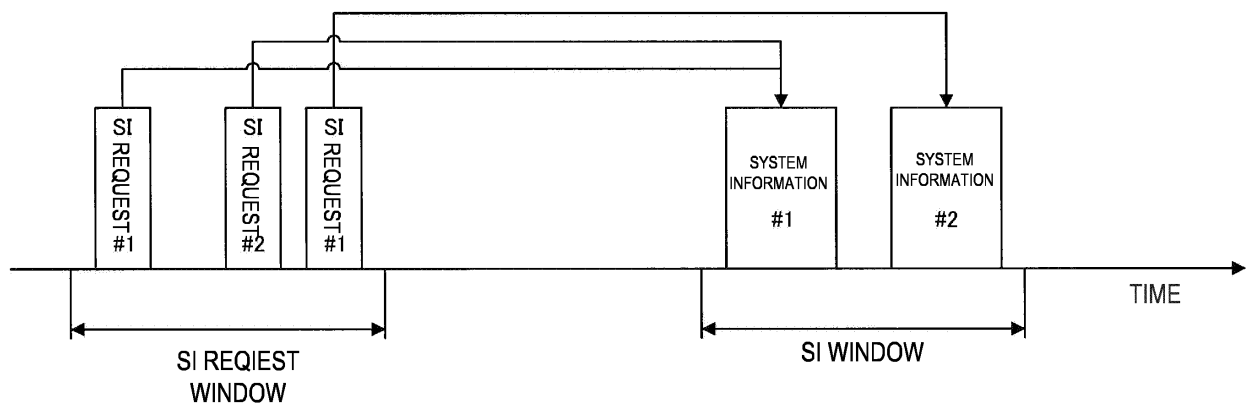 SI REQUEST #1
SI REQUEST #2
SI REQUEST #1
SYSTEM
INFORMATION
#1
SYSTEM
INFORMATION
#2
TIME
SI REQIEST
WINDOW
SI WINDOW